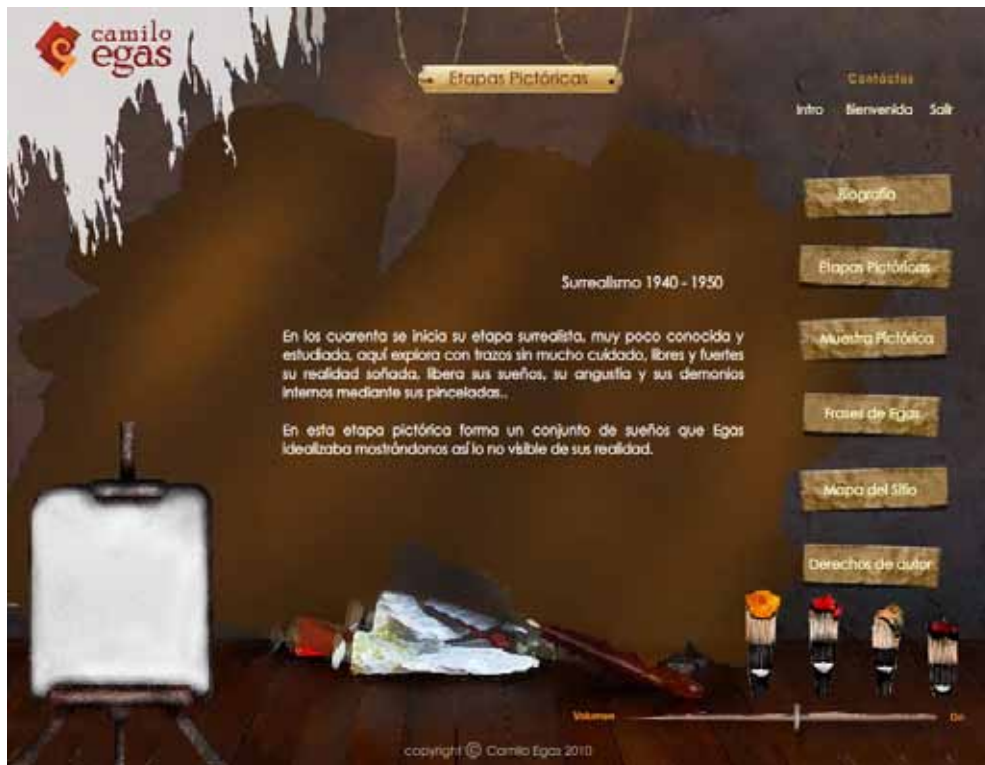 camilo
egas
Etapas Pictóricas
Contáctos
Intro Bienvenida Salir
Biografía
Etapas Pictóricas
Muestra Pictórica
Frases de Egas
Mapa del Sitio
Derechos de autor
Surrealismo 1940 - 1950
En los cuarenta se inicia su etapa surrealista, muy poco conocida y
estudiada, aquí explora con trazos sin mucho cuidado, libres y fuertes
su realidad soñada, libera sus sueños, su angustia y sus demonios
internos mediante sus pinceladas..
En esta etapa pictórica forma un conjunto de sueños que Egas
idealizaba mostrándonos así lo no visible de sus realidad.
Volumen
On
copyright © Camilo Egas 2010